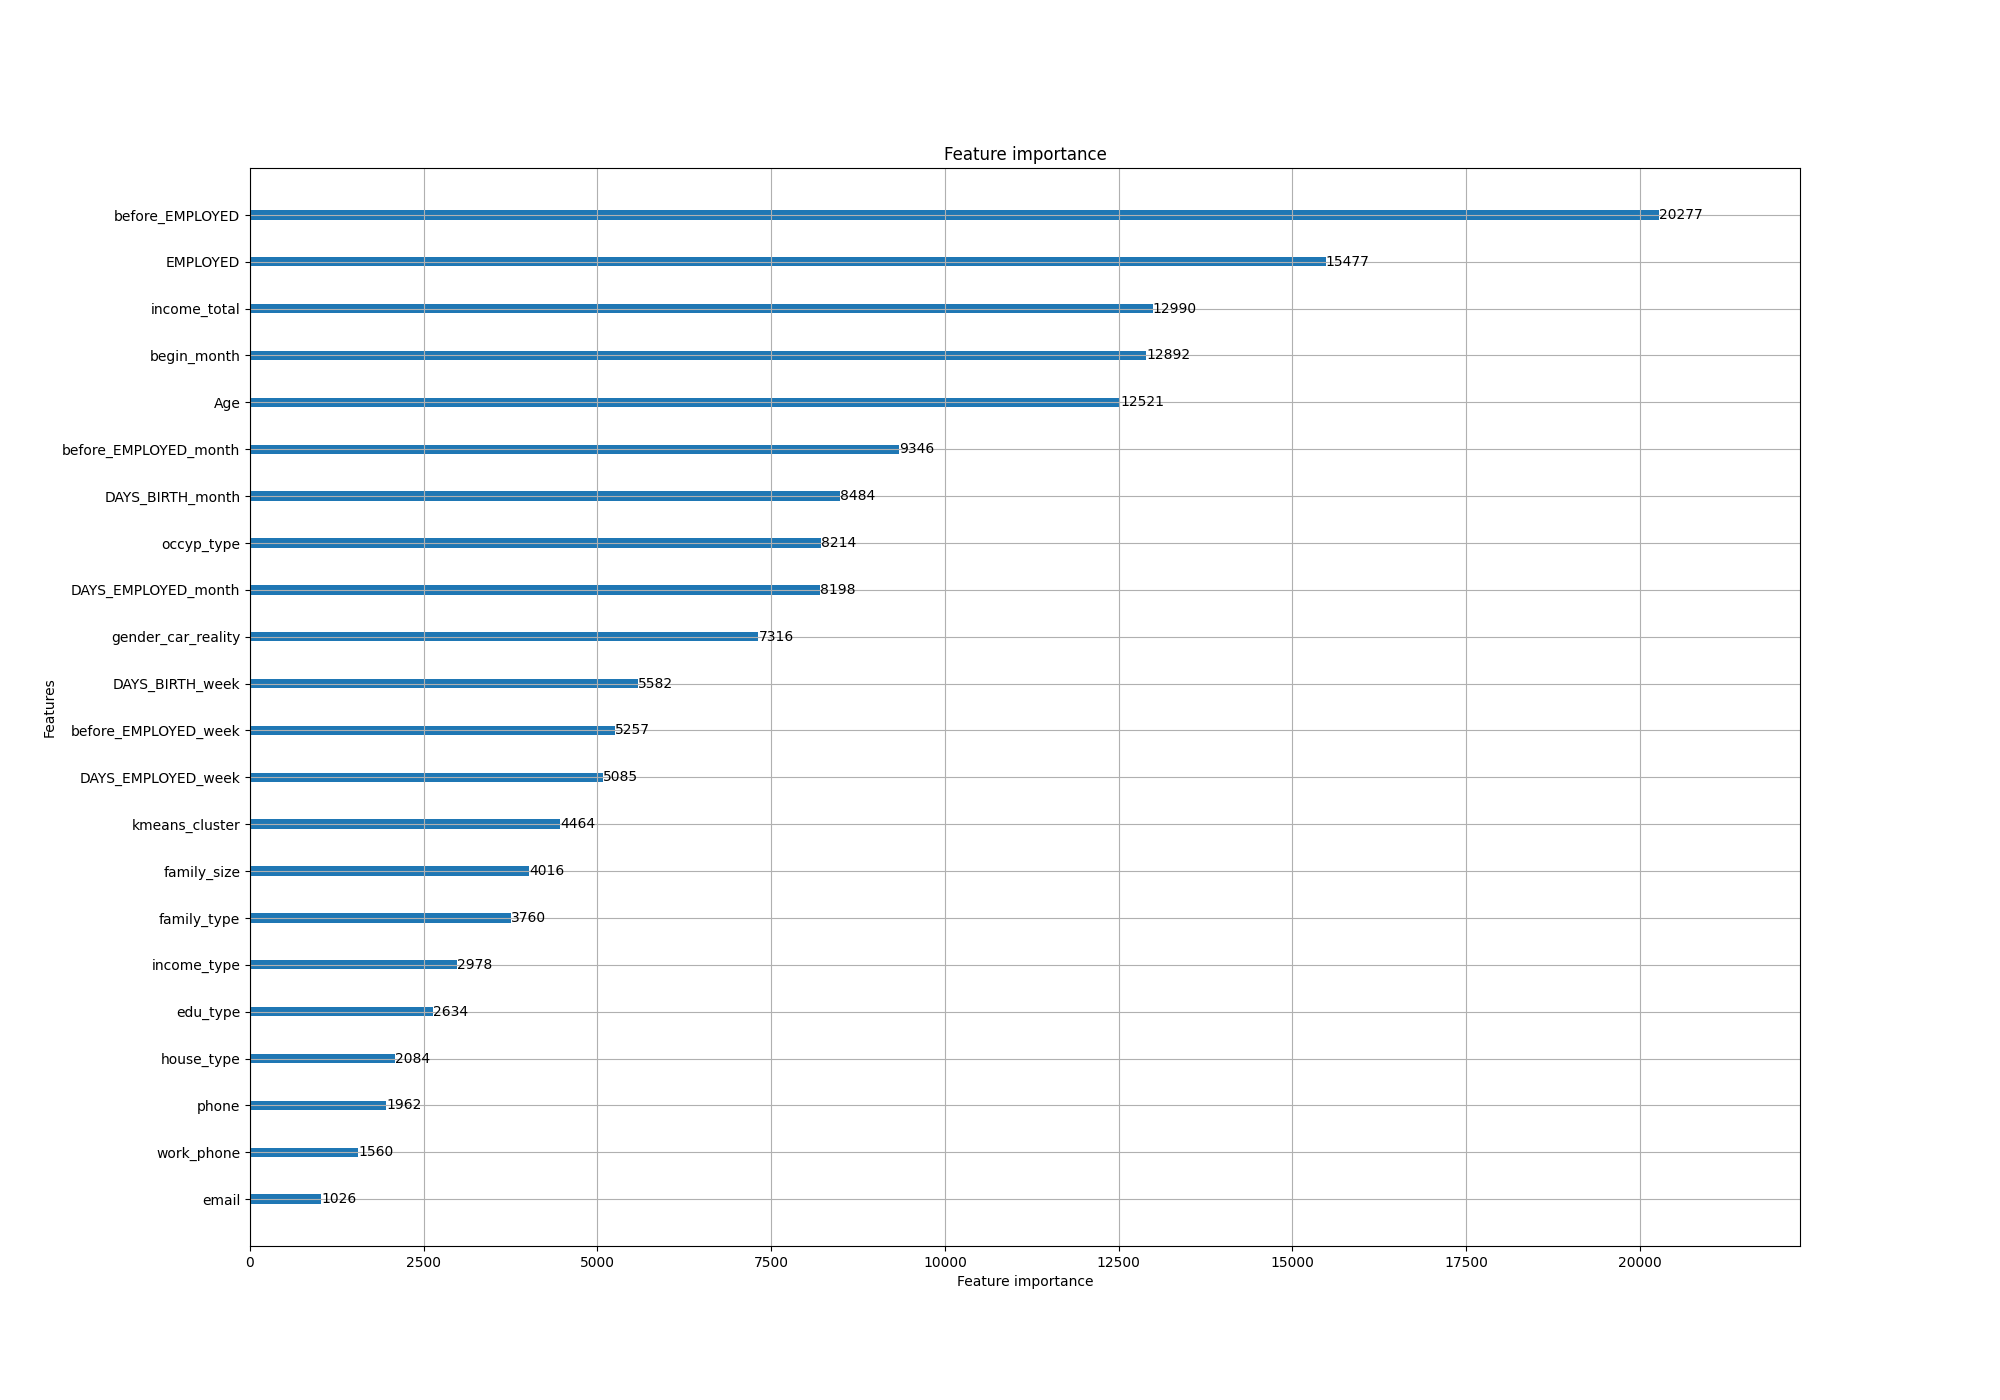 Feature importance
before_EMPLOYED 20277
EMPLOYED 15477
income_total 12990
begin_month 12892
Age 12521
before_EMPLOYED_month 9346
DAYS_BIRTH_month 8484
occyp_type 8214
DAYS_EMPLOYED_month 8198
gender_car_reality 7316
DAYS_BIRTH_week 5582
before_EMPLOYED_week 5257
DAYS_EMPLOYED_week 5085
kmeans_cluster 4464
family_size 4016
family_type 3760
income_type 2978
edu_type 2634
house_type 2084
phone 1962
work_phone 1560
email 1026
Features
0 2500 5000 7500 10000 12500 15000 17500 20000
Feature importance